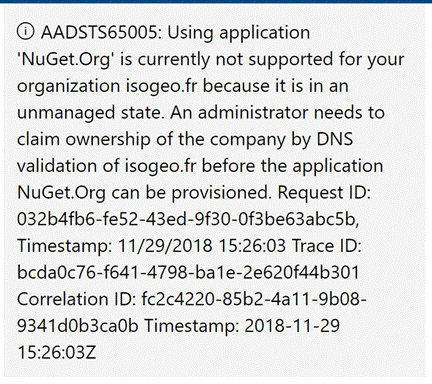 AADSTS65005: Using application
'NuGet.Org' is currently not supported for your
organization isogeo.fr because it is in an
unmanaged state. An administrator needs to
claim ownership of the company by DNS
validation of isogeo.fr before the application
NuGet.Org can be provisioned. Request ID:
032b4fb6-fe52-43ed-9f30-0f3be63abc5b,
Timestamp: 11/29/2018 15:26:03 Trace ID:
bcda0c76-f641-4798-ba1e-2e620f44b301
Correlation ID: fc2c4220-85b2-4a11-9b08-
9341d0b3ca0b Timestamp: 2018-11-29
15:26:03Z